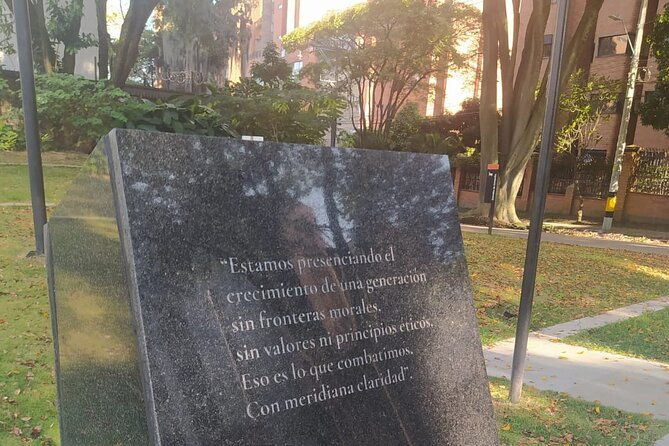 “Estamos presenciando el
crecimiento de una generación
sin fronteras morales,
sin valores ni principios éticos.
Eso es lo que combatimos.
Con meridiana claridad”.